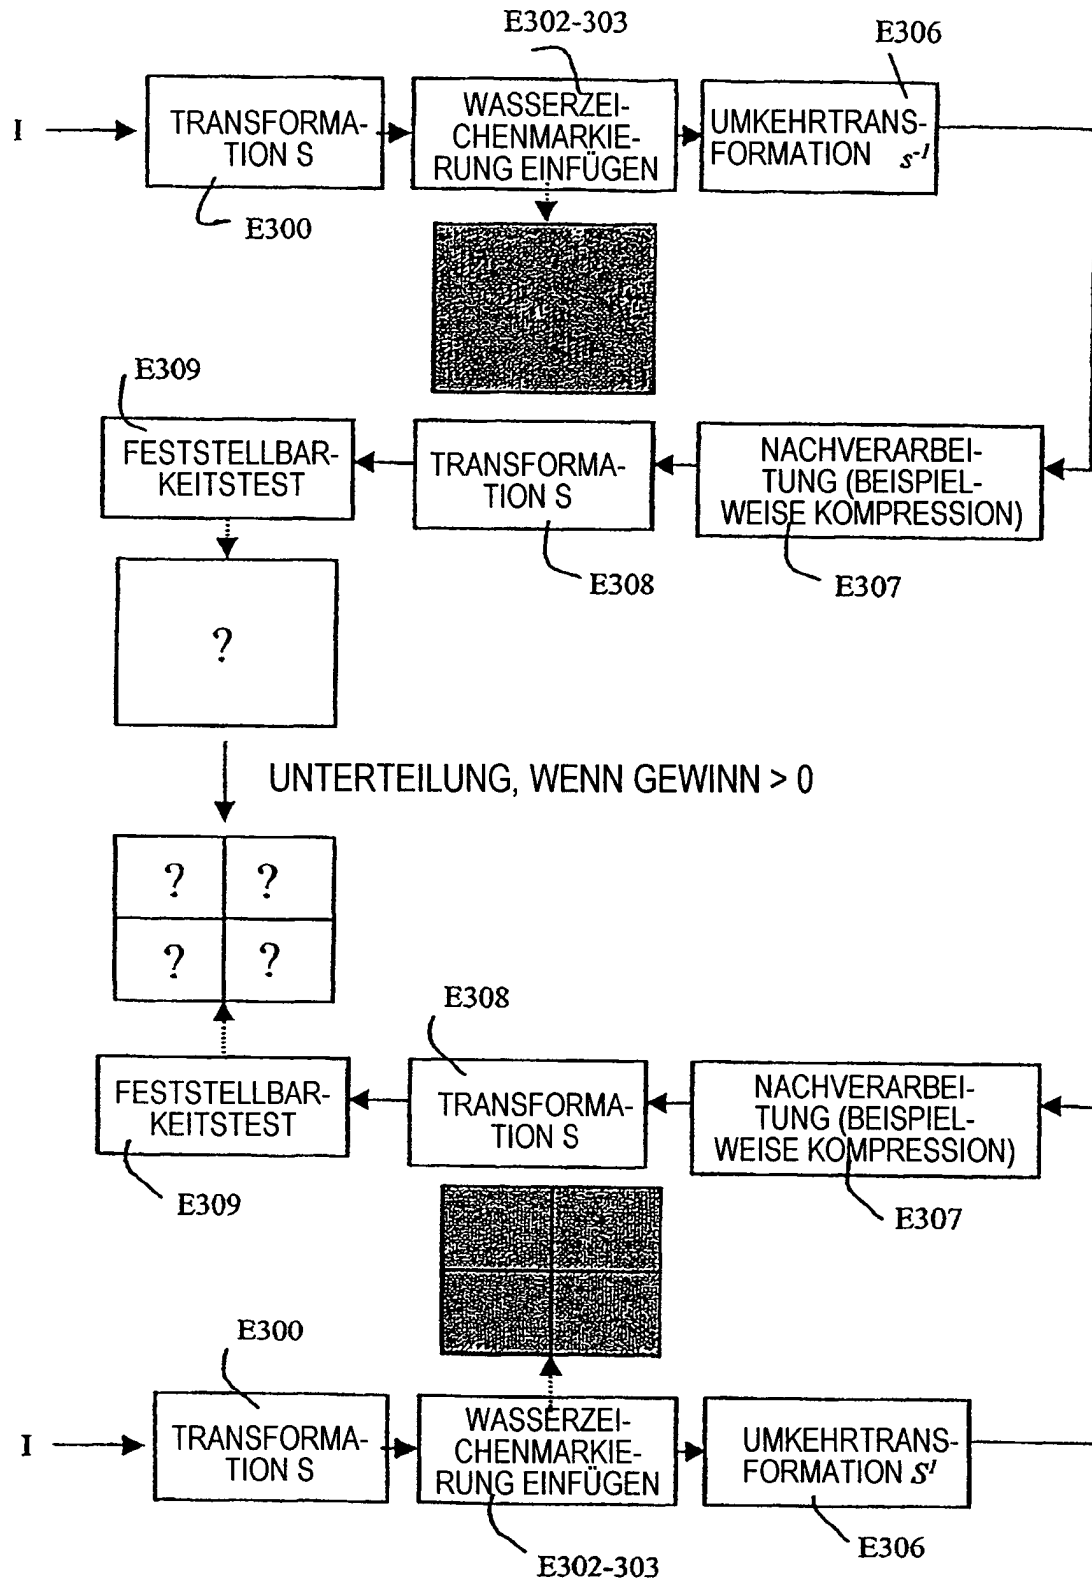 E302-303
E306
I
TRANSFORMA-
TION S
WASSERZEI-
CHENMARKIE-
RUNG EINFÜGEN
UMKEHRTRANS-
FORMATION s⁻¹
E300
E309
FESTSTELLBAR-
KEITSTEST
TRANSFORMA-
TION S
NACHVERARBEI-
TUNG (BEISPIEL-
WEISE KOMPRESSION)
E308
E307
?
UNTERTEILUNG, WENN GEWINN > 0
? ?
? ?
E308
FESTSTELLBAR-
KEITSTEST
TRANSFORMA-
TION S
NACHVERARBEI-
TUNG (BEISPIEL-
WEISE KOMPRESSION)
E309
E307
E300
I
TRANSFORMA-
TION S
WASSERZEI-
CHENMARKIE-
RUNG EINFÜGEN
UMKEHRTRANS-
FORMATION S¹
E302-303
E306